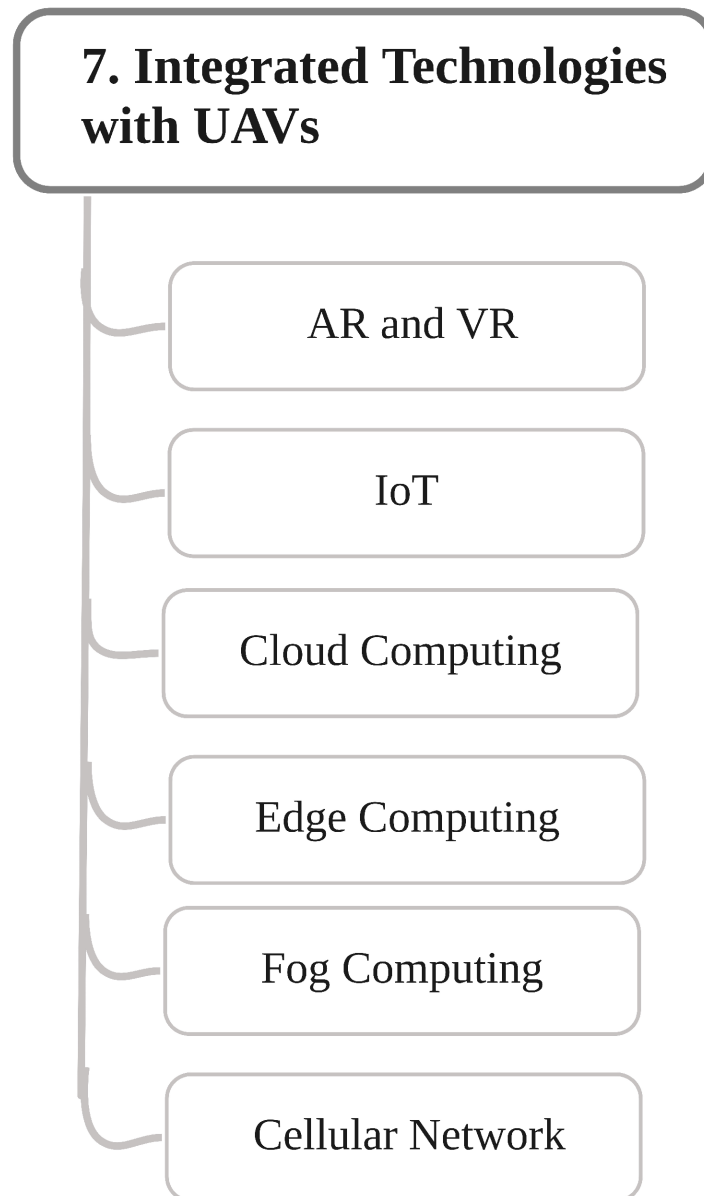 7. Integrated Technologies
with UAVs
AR and VR
IoT
Cloud Computing
Edge Computing
Fog Computing
Cellular Network